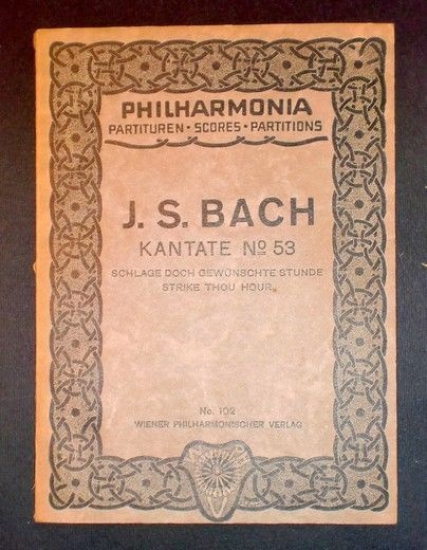 PHILHARMONIA
PARTITUREN • SCORES • PARTITIONS
J. S. BACH
KANTATE No 53
SCHLAGE DOCH GEWÜNSCHTE STUNDE
STRIKE THOU HOUR
No. 102
WIENER PHILHARMONISCHER VERLAG